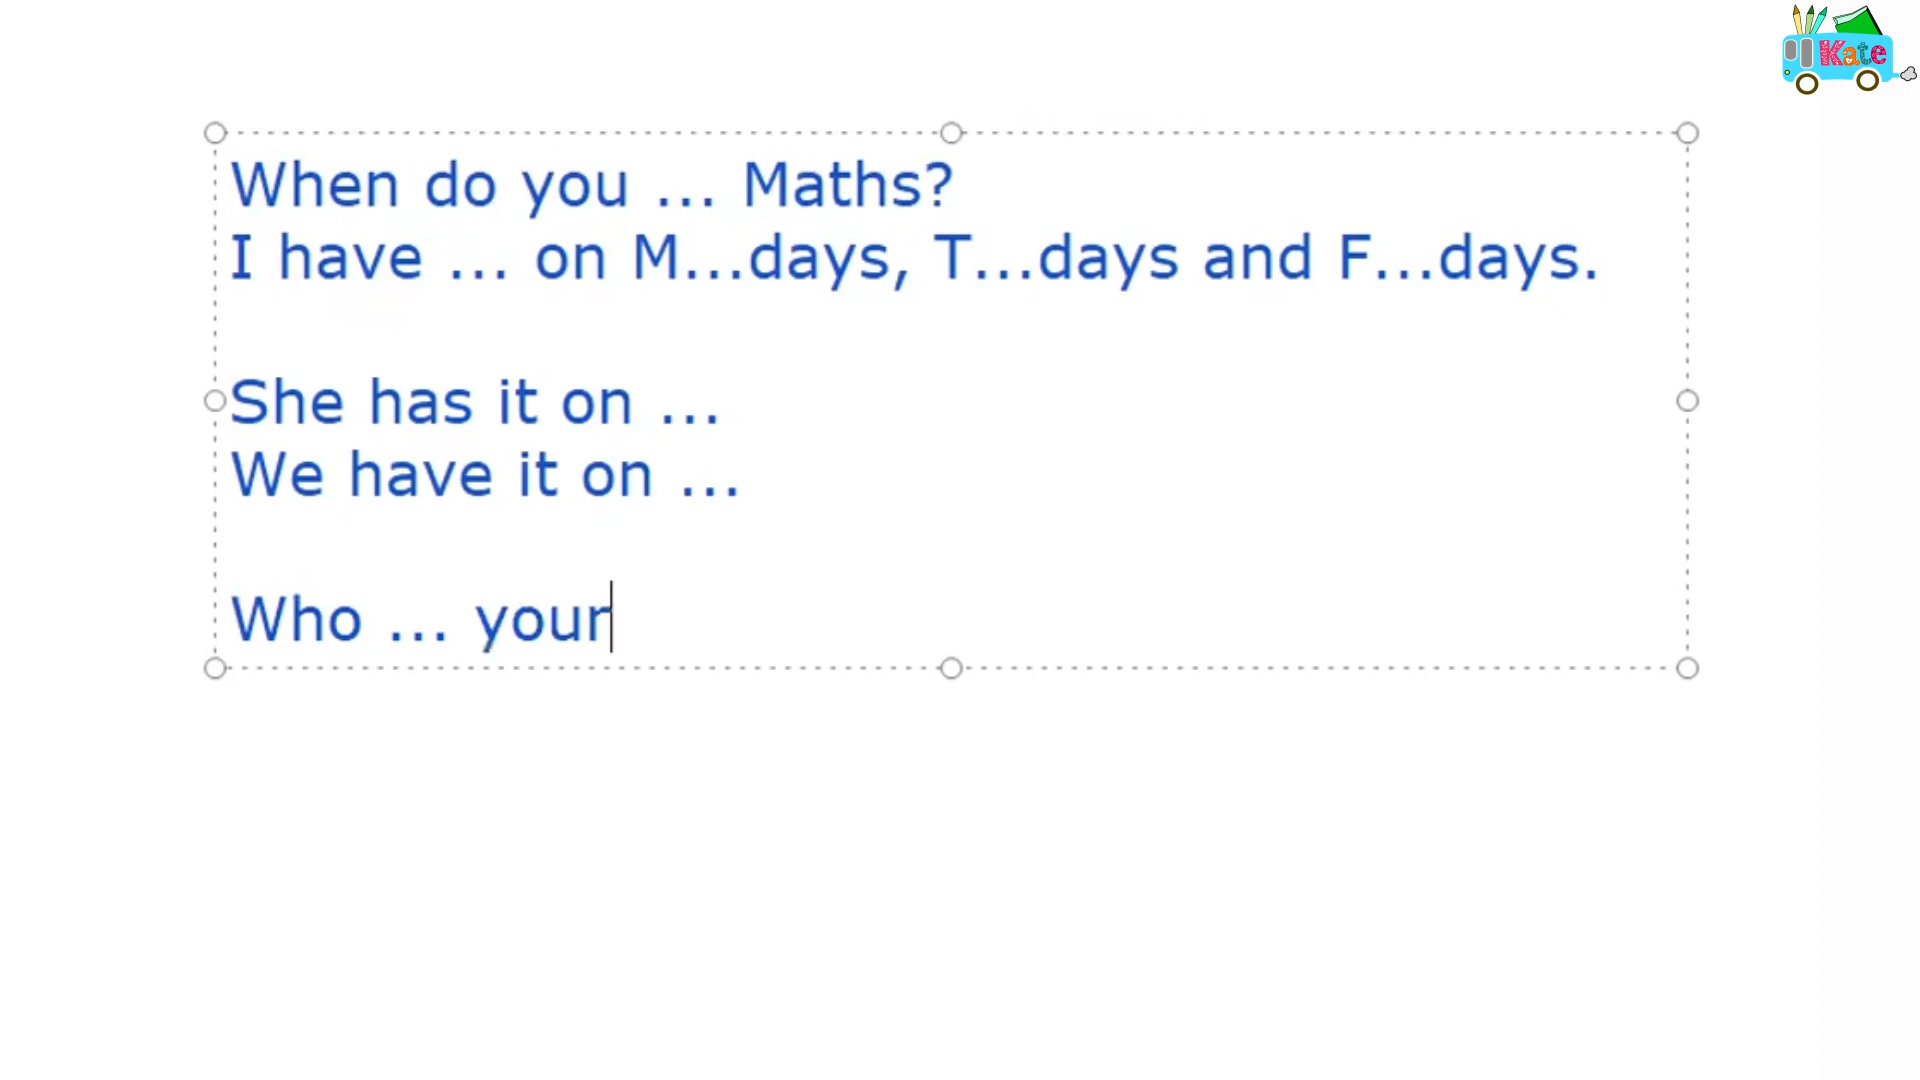 Kate
When do you ... Maths?
I have ... on M...days, T...days and F...days.
She has it on ...
We have it on ...
Who ... your